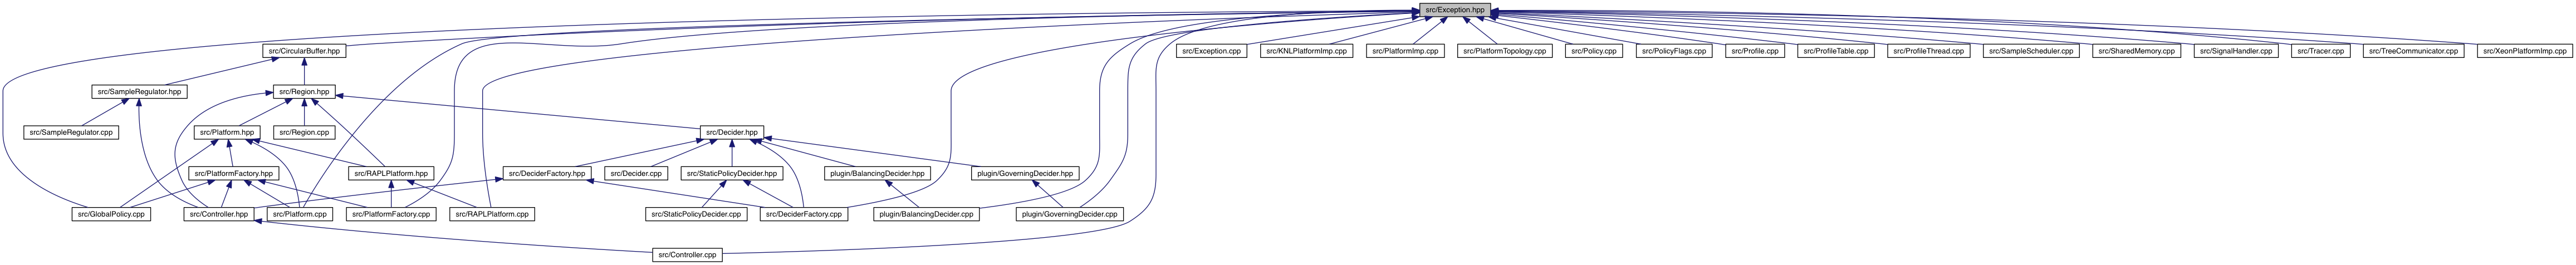 src/Exception.hpp
src/CircularBuffer.hpp
src/Exception.cpp
src/KNLPlatformImp.cpp
src/PlatformImp.cpp
src/PlatformTopology.cpp
src/Policy.cpp
src/PolicyFlags.cpp
src/Profile.cpp
src/ProfileTable.cpp
src/ProfileThread.cpp
src/SampleScheduler.cpp
src/SharedMemory.cpp
src/SignalHandler.cpp
src/Tracer.cpp
src/TreeCommunicator.cpp
src/XeonPlatformImp.cpp
src/SampleRegulator.hpp
src/Region.hpp
src/SampleRegulator.cpp
src/Platform.hpp
src/Region.cpp
src/Decider.hpp
src/PlatformFactory.hpp
src/RAPLPlatform.hpp
src/DeciderFactory.hpp
src/Decider.cpp
src/StaticPolicyDecider.hpp
plugin/BalancingDecider.hpp
plugin/GoverningDecider.hpp
src/GlobalPolicy.cpp
src/Controller.hpp
src/Platform.cpp
src/PlatformFactory.cpp
src/RAPLPlatform.cpp
src/StaticPolicyDecider.cpp
src/DeciderFactory.cpp
plugin/BalancingDecider.cpp
plugin/GoverningDecider.cpp
src/Controller.cpp